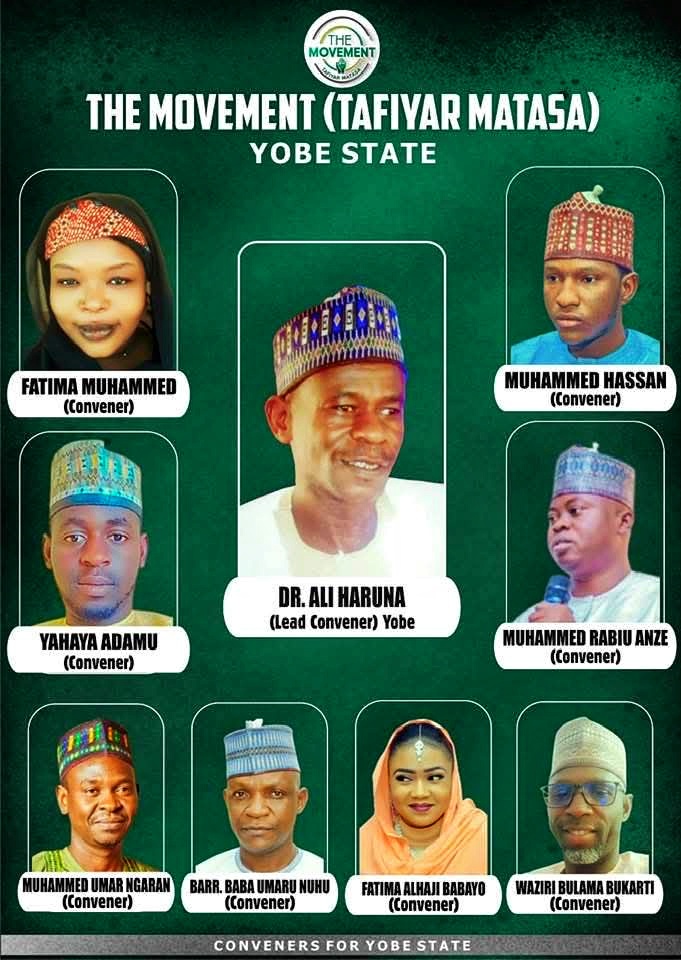 THE
MOVEMENT
TAFIYAR MATASA
THE MOVEMENT (TAFIYAR MATASA)
YOBE STATE
FATIMA MUHAMMED
(Convener)
MUHAMMED HASSAN
(Convener)
DR. ALI HARUNA
(Lead Convener) Yobe
YAHAYA ADAMU
(Convener)
MUHAMMED RABIU ANZE
(Convener)
MUHAMMED UMAR NGARAN
(Convener)
BARR. BABA UMARU NUHU
(Convener)
FATIMA ALHAJI BABAYO
(Convener)
WAZIRI BULAMA BUKARTI
(Convener)
CONVENERS FOR YOBE STATE